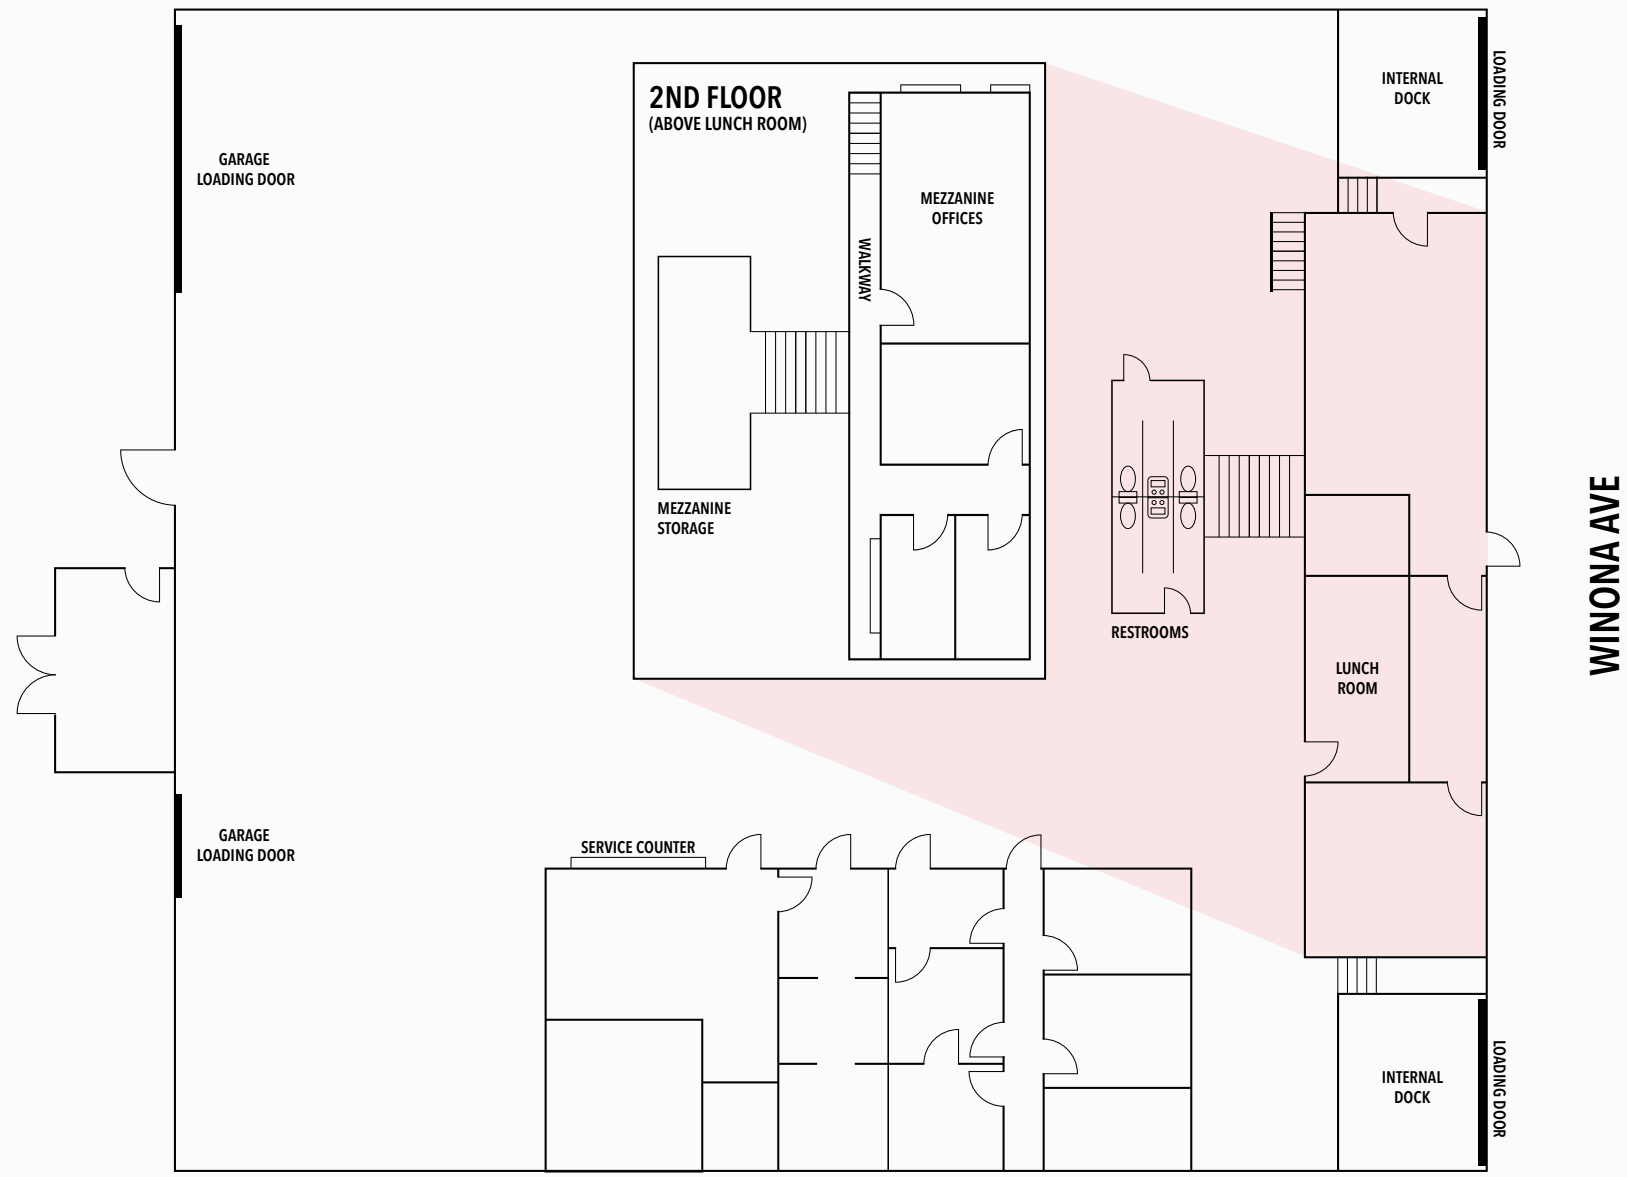 INTERNAL
DOCK
LOADING DOOR
2ND FLOOR
(ABOVE LUNCH ROOM)
GARAGE
LOADING DOOR
MEZZANINE
OFFICES
WALKWAY
MEZZANINE
STORAGE
RESTROOMS
LUNCH
ROOM
WINONA AVE
GARAGE
LOADING DOOR
SERVICE COUNTER
INTERNAL
DOCK
LOADING DOOR